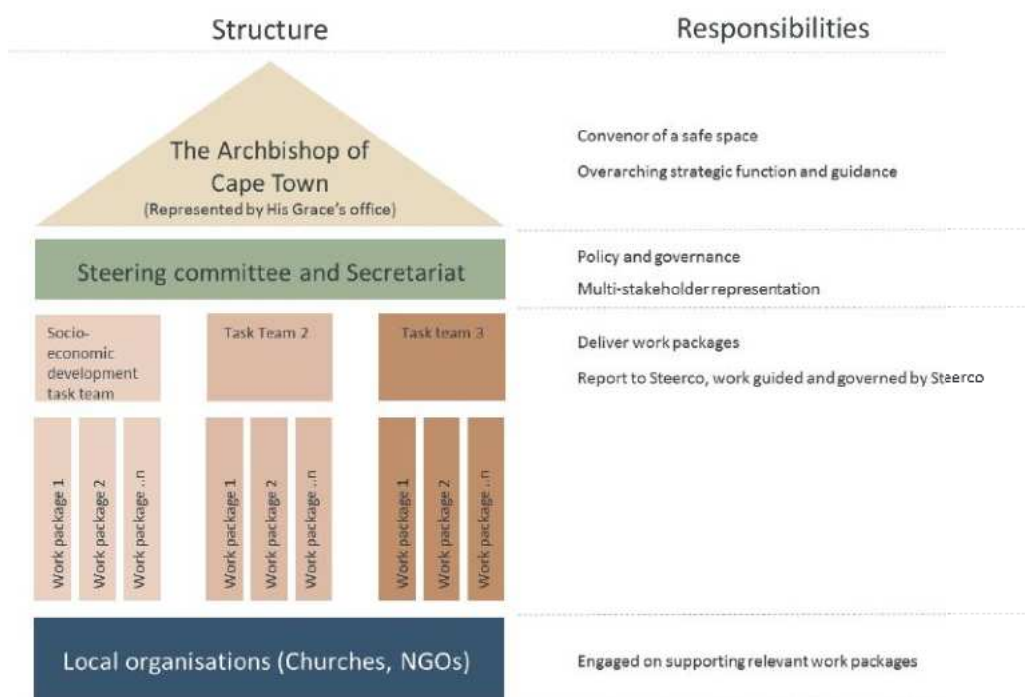 Structure
Responsibilities
The Archbishop of
Cape Town
(Represented by His Grace's office)
Convenor of a safe space
Overarching strategic function and guidance
Steering committee and Secretariat
Policy and governance
Multi-stakeholder representation
Socio-
economic
development
task team
Task Team 2
Task team 3
Deliver work packages
Report to Steerco, work guided and governed by Steerco
Work package 1
Work package 2
Work package ..n
Work package 1
Work package 2
Work package ..n
Work package 1
Work package 2
Work package ..n
Local organisations (Churches, NGOs)
Engaged on supporting relevant work packages